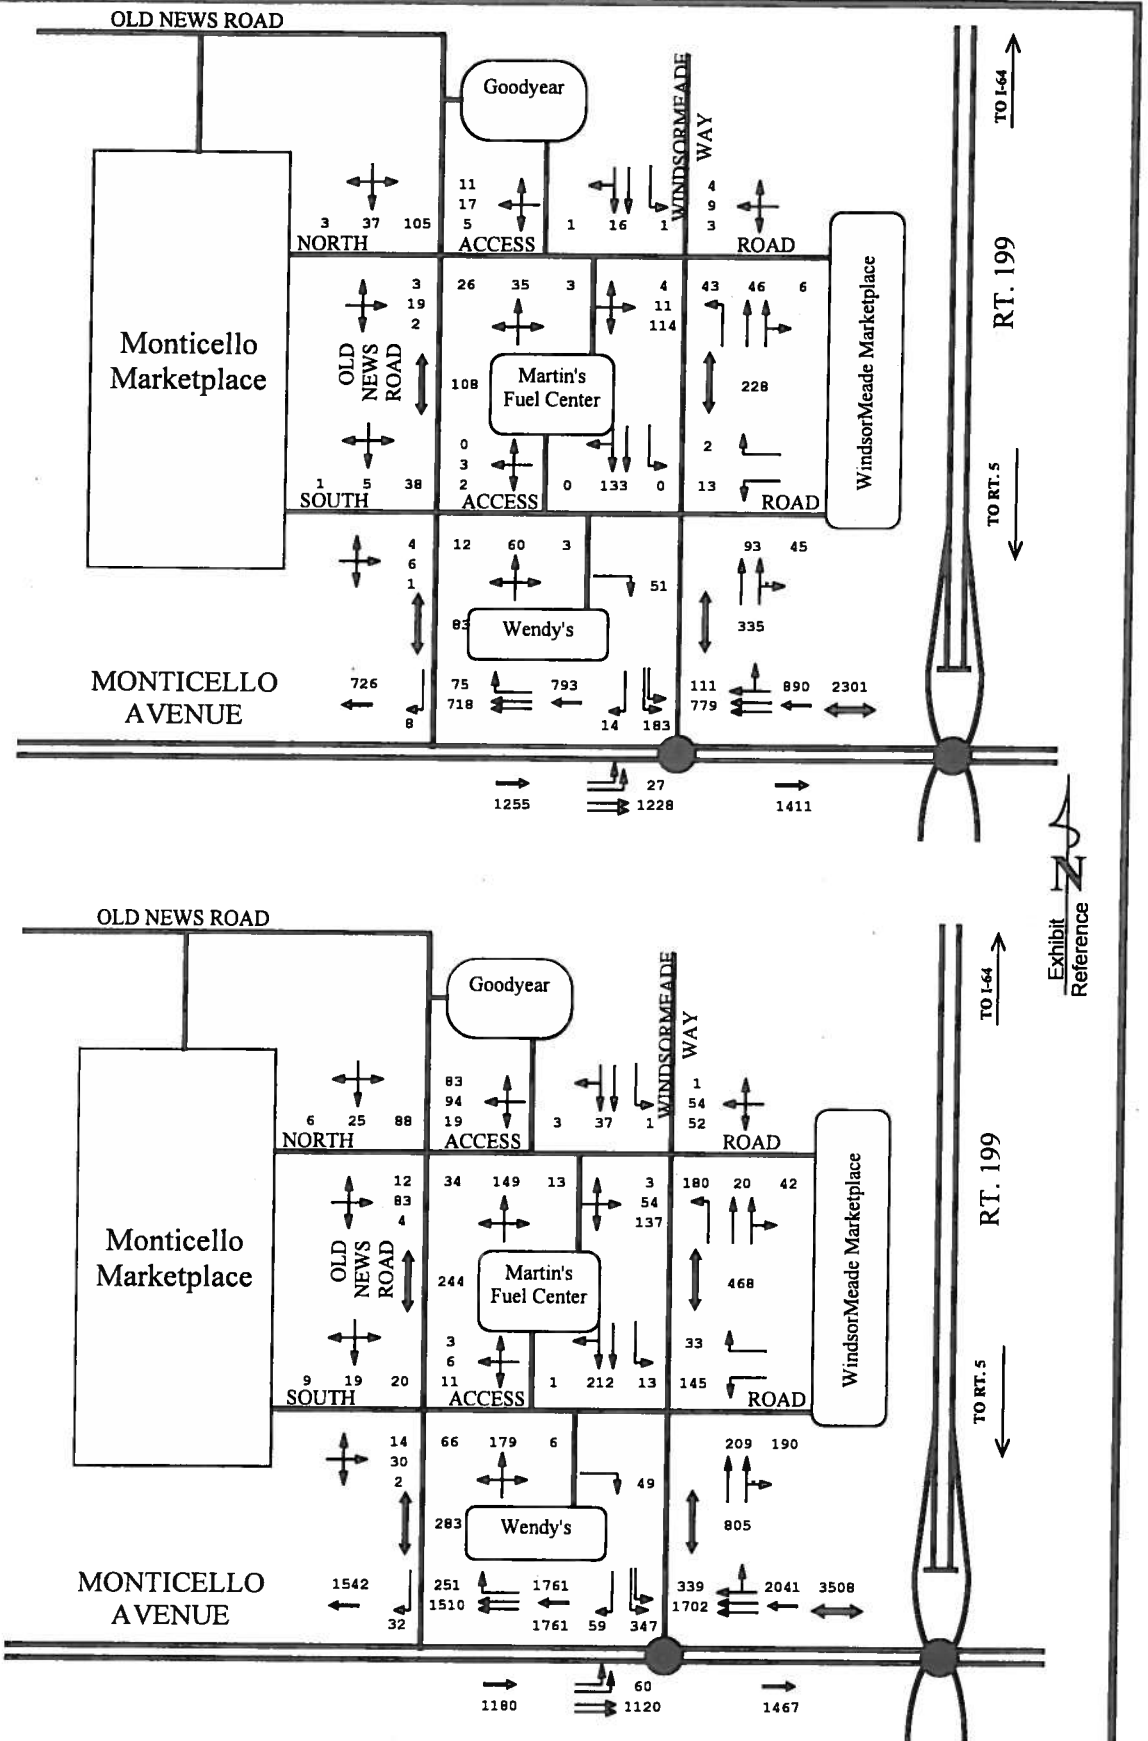 OLD NEWS ROAD
Goodyear
WINDSORMEADE
WAY
TO I-64
11
17
5
4
9
3
3 37 105
1 16 1
NORTH ACCESS ROAD
RT. 199
3
19
2
26 35 3
4
11
114
43 46 6
Monticello
Marketplace
OLD
NEWS
ROAD
108
Martin's
Fuel Center
228
WindsorMeade Marketplace
0
3
2
2
13
1 5 38
0 133 0
SOUTH ACCESS ROAD
TO RT. 5
4
6
1
12 60 3
51
93 45
83
Wendy's
335
MONTICELLO
AVENUE
726
8
75
718
793
14 183
111
779
890 2301
1255
27
1228
1411
N
Exhibit
Reference
OLD NEWS ROAD
Goodyear
WINDSORMEADE
WAY
TO I-64
83
94
19
1
54
52
6 25 88
3 37 1
NORTH ACCESS ROAD
RT. 199
12
83
4
34 149 13
3
54
137
180 20 42
Monticello
Marketplace
OLD
NEWS
ROAD
244
Martin's
Fuel Center
468
WindsorMeade Marketplace
3
6
11
33
145
9 19 20
1 212 13
SOUTH ACCESS ROAD
TO RT. 5
14
30
2
66 179 6
49
209 190
283
Wendy's
805
MONTICELLO
AVENUE
1542
32
251
1510
1761
1761 59 347
339
1702
2041 3508
1180
60
1120
1467